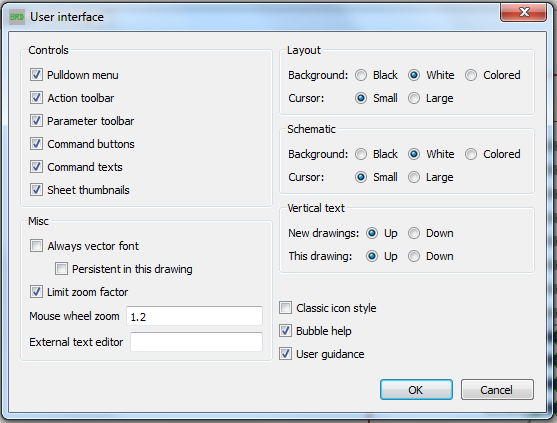 User interface
Controls
Pulldown menu
Action toolbar
Parameter toolbar
Command buttons
Command texts
Sheet thumbnails
Misc
Always vector font
Persistent in this drawing
Limit zoom factor
Mouse wheel zoom 1.2
External text editor
Layout
Background: Black White Colored
Cursor: Small Large
Schematic
Background: Black White Colored
Cursor: Small Large
Vertical text
New drawings: Up Down
This drawing: Up Down
Classic icon style
Bubble help
User guidance
OK Cancel